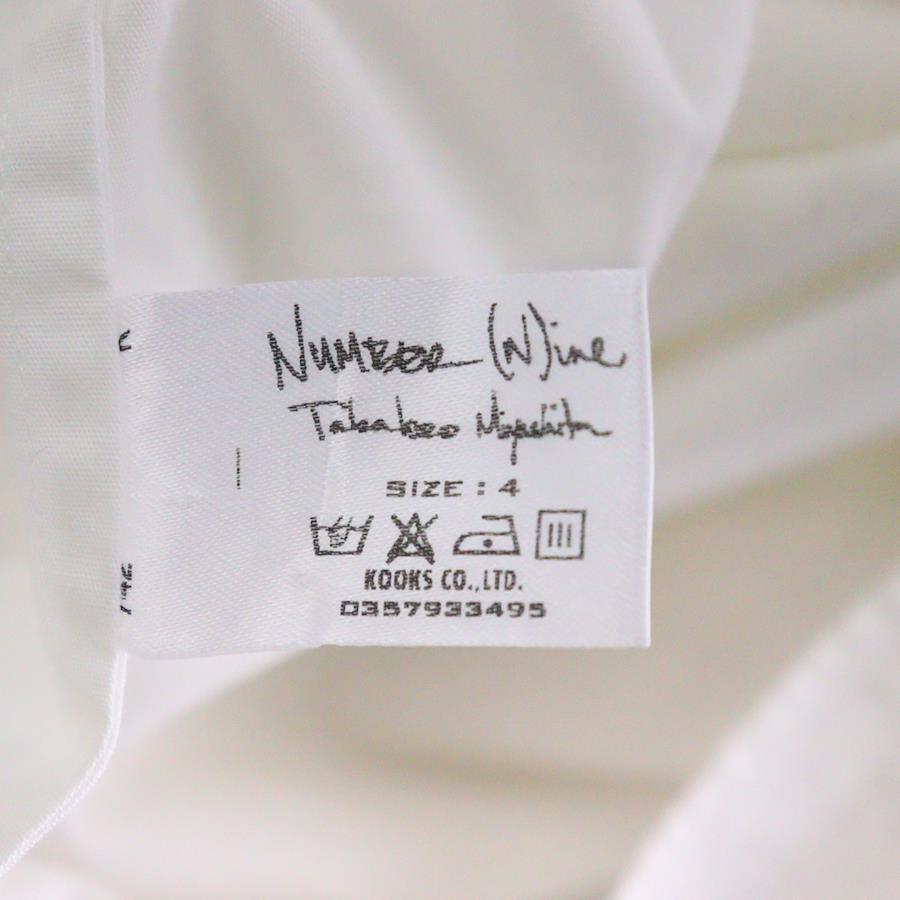 NUMBER (N)ine
Takahiro Miyashita
SIZE : 4
KOOKS CO.,LTD.
0357933495